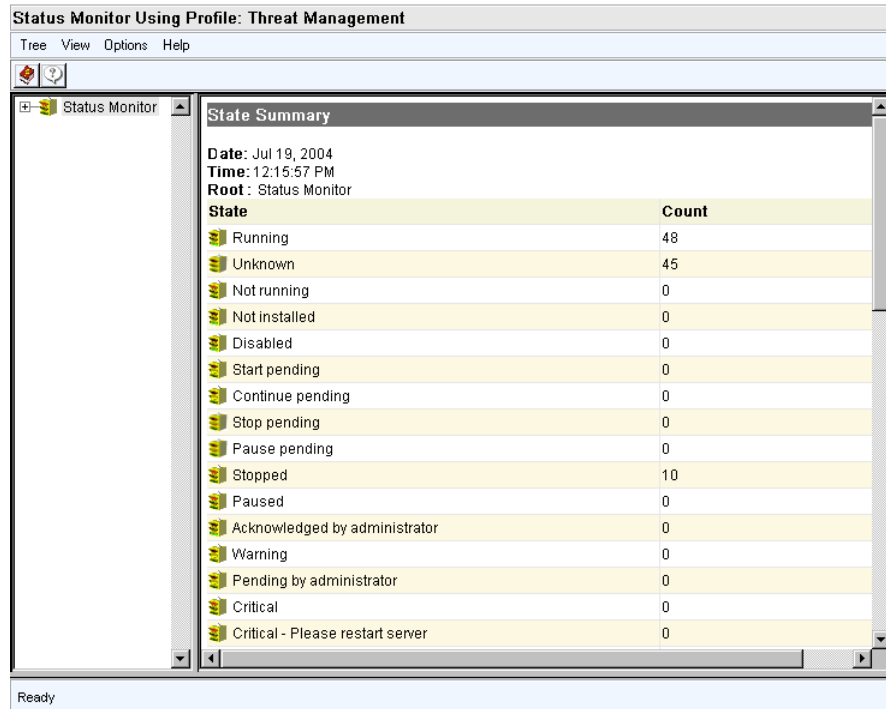 Status Monitor Using Profile: Threat Management
Tree View Options Help
Status Monitor
State Summary
Date: Jul 19, 2004
Time: 12:15:57 PM
Root : Status Monitor
State Count
Running 48
Unknown 45
Not running 0
Not installed 0
Disabled 0
Start pending 0
Continue pending 0
Stop pending 0
Pause pending 0
Stopped 10
Paused 0
Acknowledged by administrator 0
Warning 0
Pending by administrator 0
Critical 0
Critical - Please restart server 0
Ready